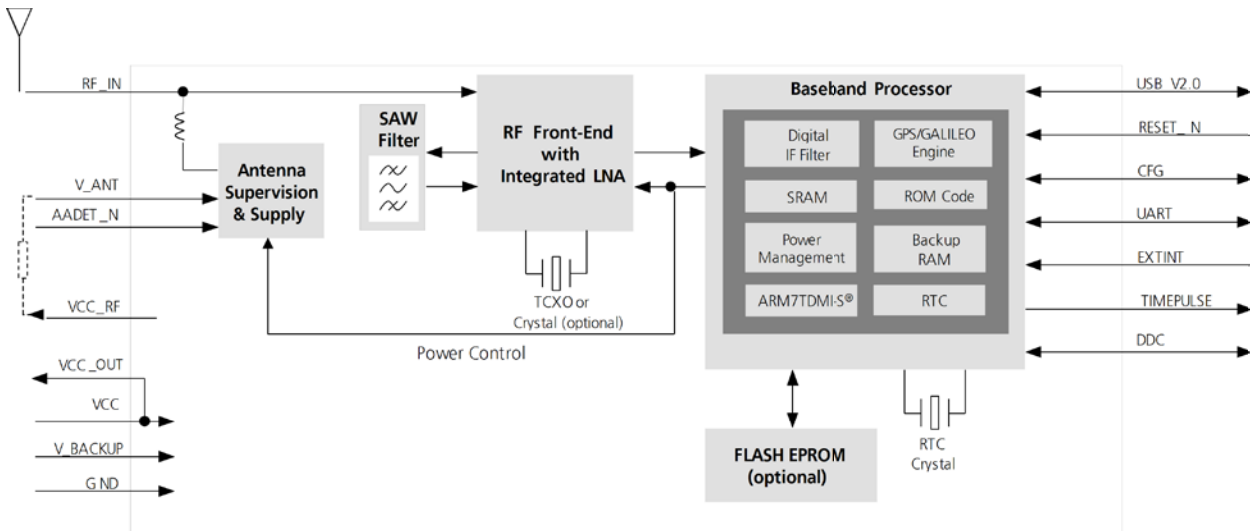 RF_IN
V_ANT
AADET_N
VCC_RF
VCC_OUT
VCC
V_BACKUP
GND
Antenna
Supervision
& Supply
SAW
Filter
RF Front-End
with
Integrated LNA
TCXO or
Crystal (optional)
Power Control
Baseband Processor
Digital
IF Filter
GPS/GALILEO
Engine
SRAM
ROM Code
Power
Management
Backup
RAM
ARM7TDMI-S®
RTC
FLASH EPROM
(optional)
RTC
Crystal
USB V2.0
RESET_N
CFG
UART
EXTINT
TIMEPULSE
DDC